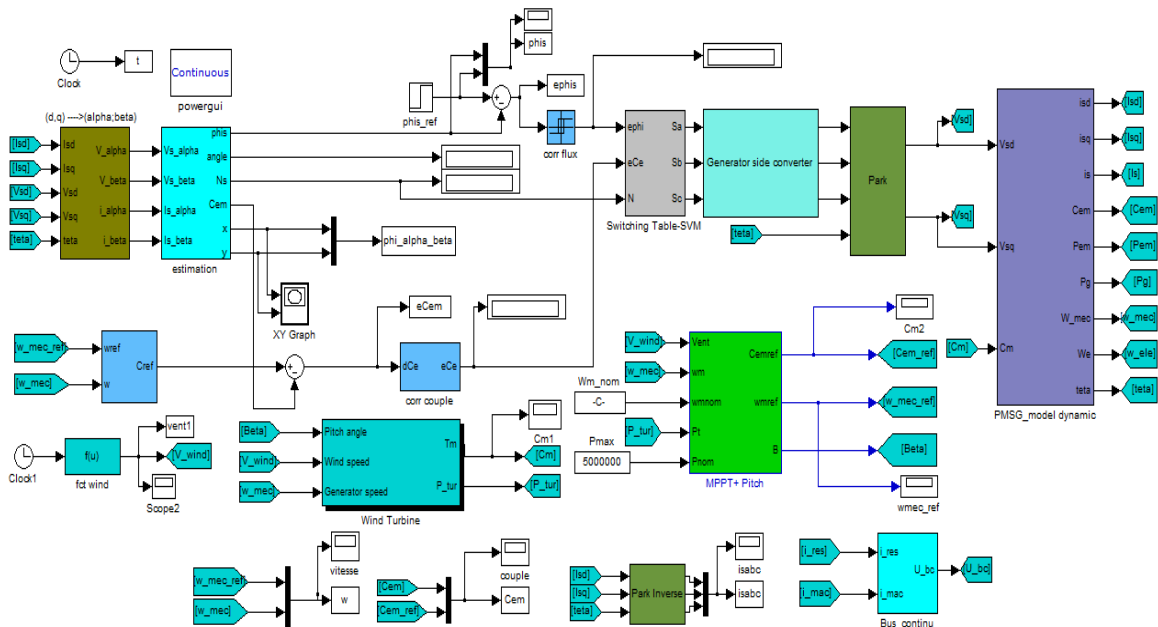 Clock
t
Continuous
powergui
phis
phis_ref
ephis
corr flux
(d,q) ---->(alpha;beta)
[Isd]
[Isq]
[Vsd]
[Vsq]
[teta]
Isd
Isq
Vsd
Vsq
teta
V_alpha
V_beta
i_alpha
i_beta
Vs_alpha
Vs_beta
Is_alpha
Is_beta
phis
angle
Ns
Cem
x
y
estimation
phi_alpha_beta
XY Graph
ephi
eCe
N
Sa
Sb
Sc
Switching Table-SVM
Generator side converter
Park
[teta]
[Vsd]
[Vsq]
Vsd
Vsq
Cm
[Cm]
isd
isq
is
Cem
Pem
Pg
W_mec
We
teta
[Isd]
[Isq]
[Is]
[Cem]
[Pem]
[Pg]
[w_mec]
[w_ele]
[teta]
PMSG_model dynamic
[w_mec_ref]
[w_mec]
wref
w
Cref
eCem
dCe
eCe
corr couple
[V_wind]
[w_mec]
Wm_nom
-C-
[P_tur]
Pmax
5000000
Vent
wm
wmnom
Pt
Pnom
Cemref
wmref
B
MPPT+ Pitch
Cm2
[Cem_ref]
[w_mec_ref]
[Beta]
wmec_ref
Clock1
f(u)
fct wind
vent1
[V_wind]
Scope2
[Beta]
[V_wind]
[w_mec]
Pitch angle
Wind speed
Generator speed
Tm
P_tur
Wind Turbine
Cm1
[Cm]
[P_tur]
[w_mec_ref]
[w_mec]
vitesse
w
[Cem]
[Cem_ref]
couple
Cem
[Isd]
[Isq]
[teta]
Park Inverse
isabc
isabc
[i_res]
[i_mac]
i_res
i_mac
U_bc
[U_bc]
Bus_continu